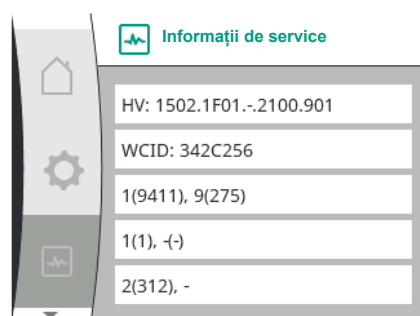 Informații de service
HV: 1502.1F01.-.2100.901
WCID: 342C256
1(9411), 9(275)
1(1), -(-)
2(312), -